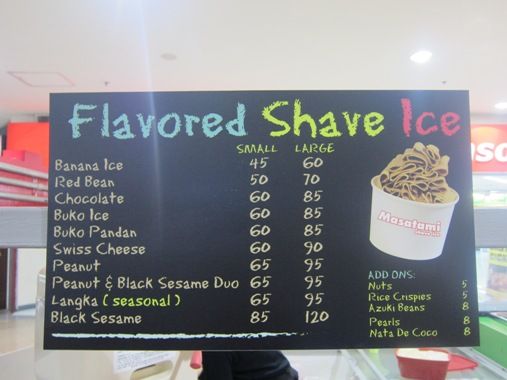 Flavored Shave Ice
SMALL LARGE
Banana Ice 45 60
Red Bean 50 70
Chocolate 60 85
Buko Ice 60 85
Buko Pandan 60 85
Swiss Cheese 60 90
Peanut 65 95
Peanut & Black Sesame Duo 65 95
Langka ( seasonal ) 65 95
Black Sesame 85 120
Masatami
ADD ONS:
Nuts 5
Rice Crispies 5
Azuki Beans 8
Pearls 8
Nata De Coco 8